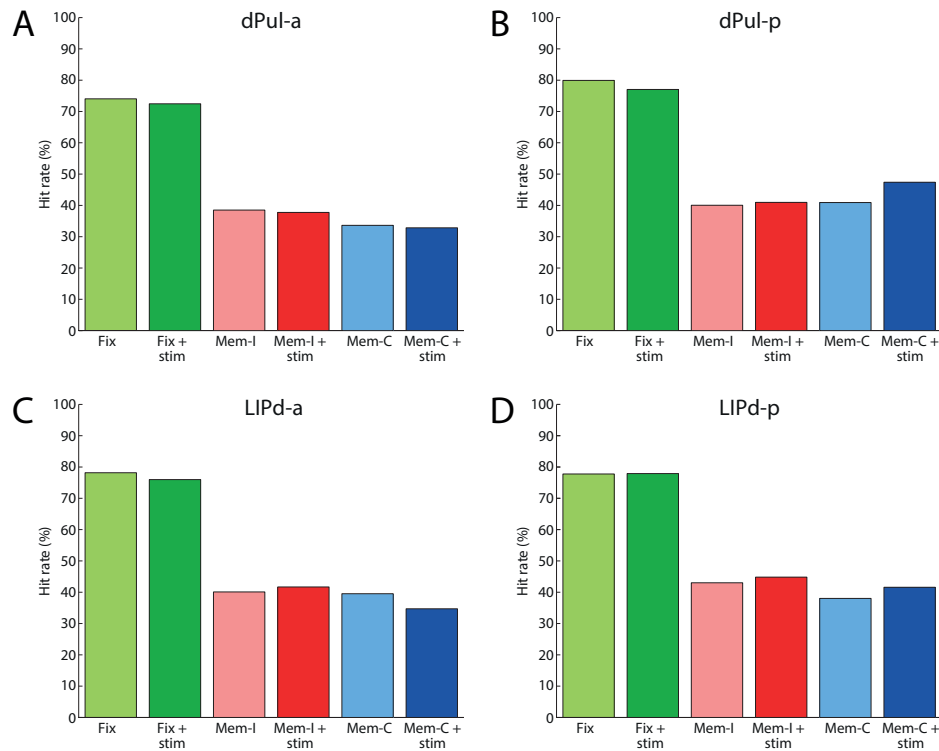 A
dPul-a
Hit rate (%)
100
90
80
70
60
50
40
30
20
10
0
Fix
Fix +
stim
Mem-I
Mem-I +
stim
Mem-C
Mem-C +
stim
B
dPul-p
Hit rate (%)
100
90
80
70
60
50
40
30
20
10
0
Fix
Fix +
stim
Mem-I
Mem-I +
stim
Mem-C
Mem-C +
stim
C
LIPd-a
Hit rate (%)
100
90
80
70
60
50
40
30
20
10
0
Fix
Fix +
stim
Mem-I
Mem-I +
stim
Mem-C
Mem-C +
stim
D
LIPd-p
Hit rate (%)
100
90
80
70
60
50
40
30
20
10
0
Fix
Fix +
stim
Mem-I
Mem-I +
stim
Mem-C
Mem-C +
stim